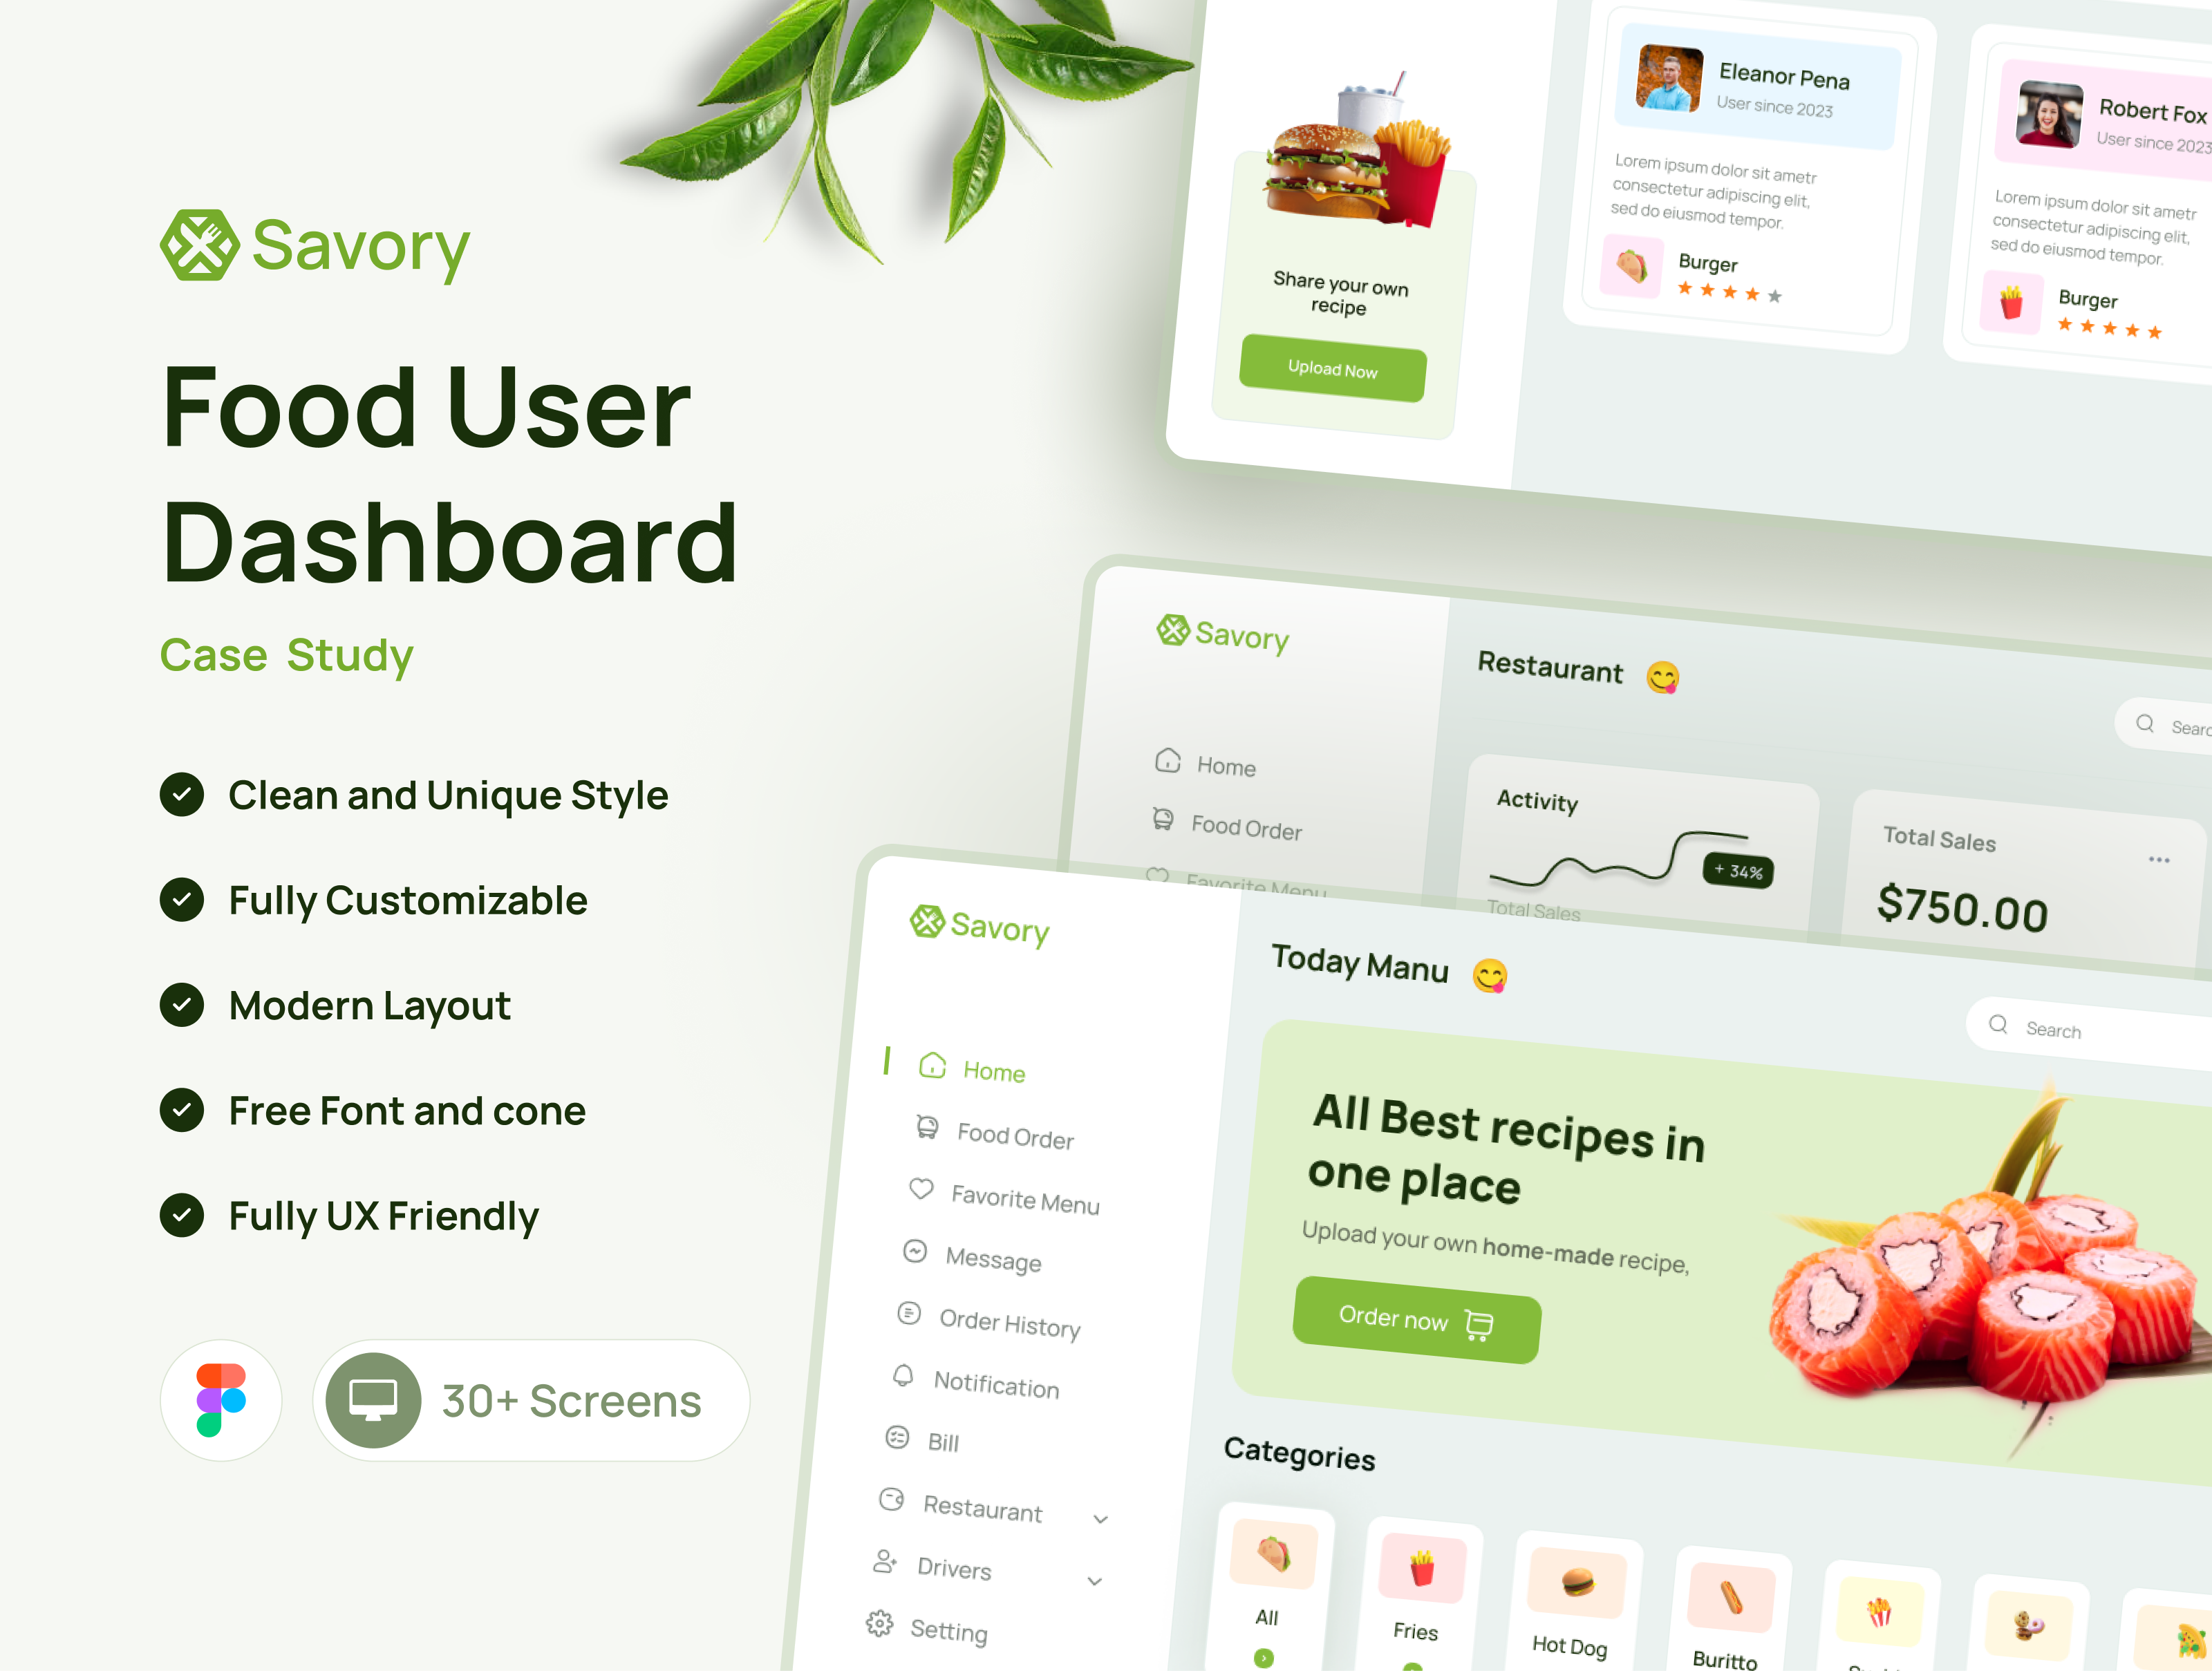 Savory
Food User
Dashboard
Case Study
Clean and Unique Style
Fully Customizable
Modern Layout
Free Font and cone
Fully UX Friendly
30+ Screens
Share your own
recipe
Upload Now
Eleanor Pena
User since 2023
Lorem ipsum dolor sit ametr
consectetur adipiscing elit,
sed do eiusmod tempor.
Burger
Robert Fox
User since 2023
Lorem ipsum dolor sit ametr
consectetur adipiscing elit,
sed do eiusmod tempor.
Burger
Savory
Home
Food Order
Favorite Menu
Restaurant
Activity
+ 34%
Total Sales
Total Sales
$750.00
Savory
Home
Food Order
Favorite Menu
Message
Order History
Notification
Bill
Restaurant
Drivers
Setting
Today Manu
Search
All Best recipes in
one place
Upload your own home-made recipe,
Order now
Categories
All
Fries
Hot Dog
Buritto